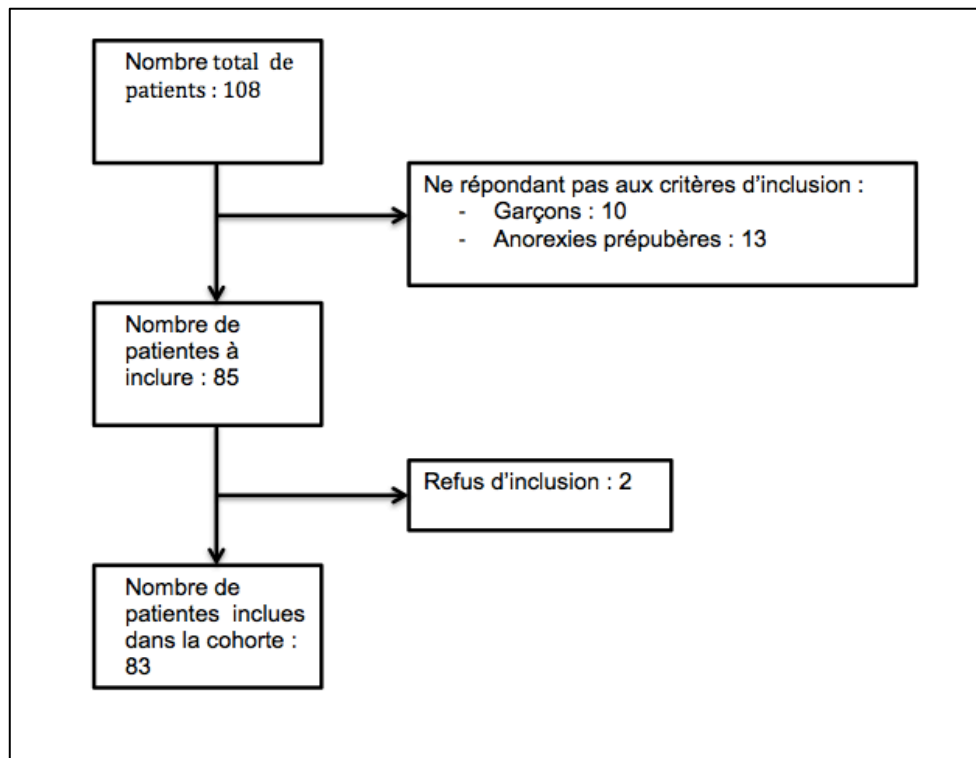 Nombre total de
patients : 108
Ne répondant pas aux critères d'inclusion :
- Garçons : 10
- Anorexies prépubères : 13
Nombre de
patientes à
inclure : 85
Refus d'inclusion : 2
Nombre de
patientes inclues
dans la cohorte :
83